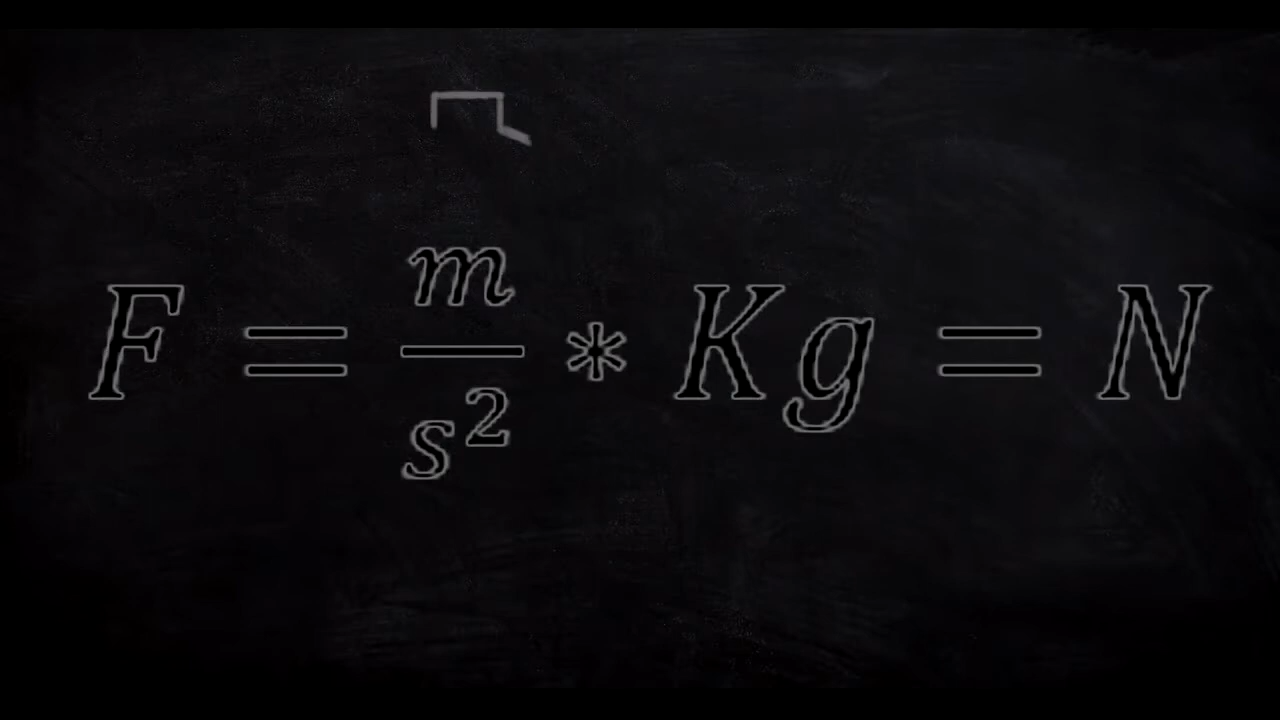 F = m/s² * Kg = N